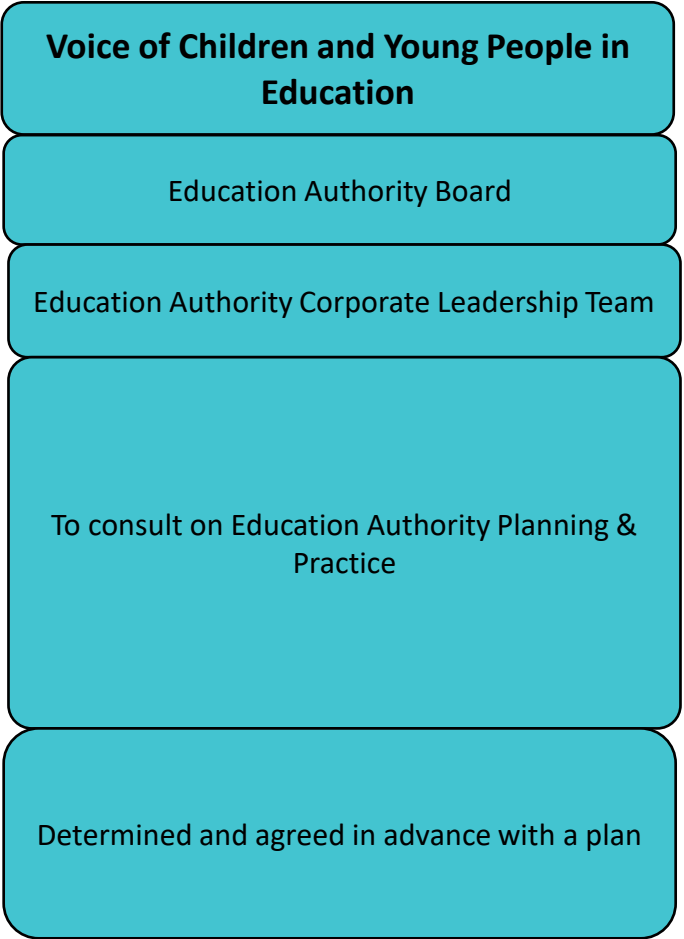 Voice of Children and Young People in
Education
Education Authority Board
Education Authority Corporate Leadership Team
To consult on Education Authority Planning &
Practice
Determined and agreed in advance with a plan